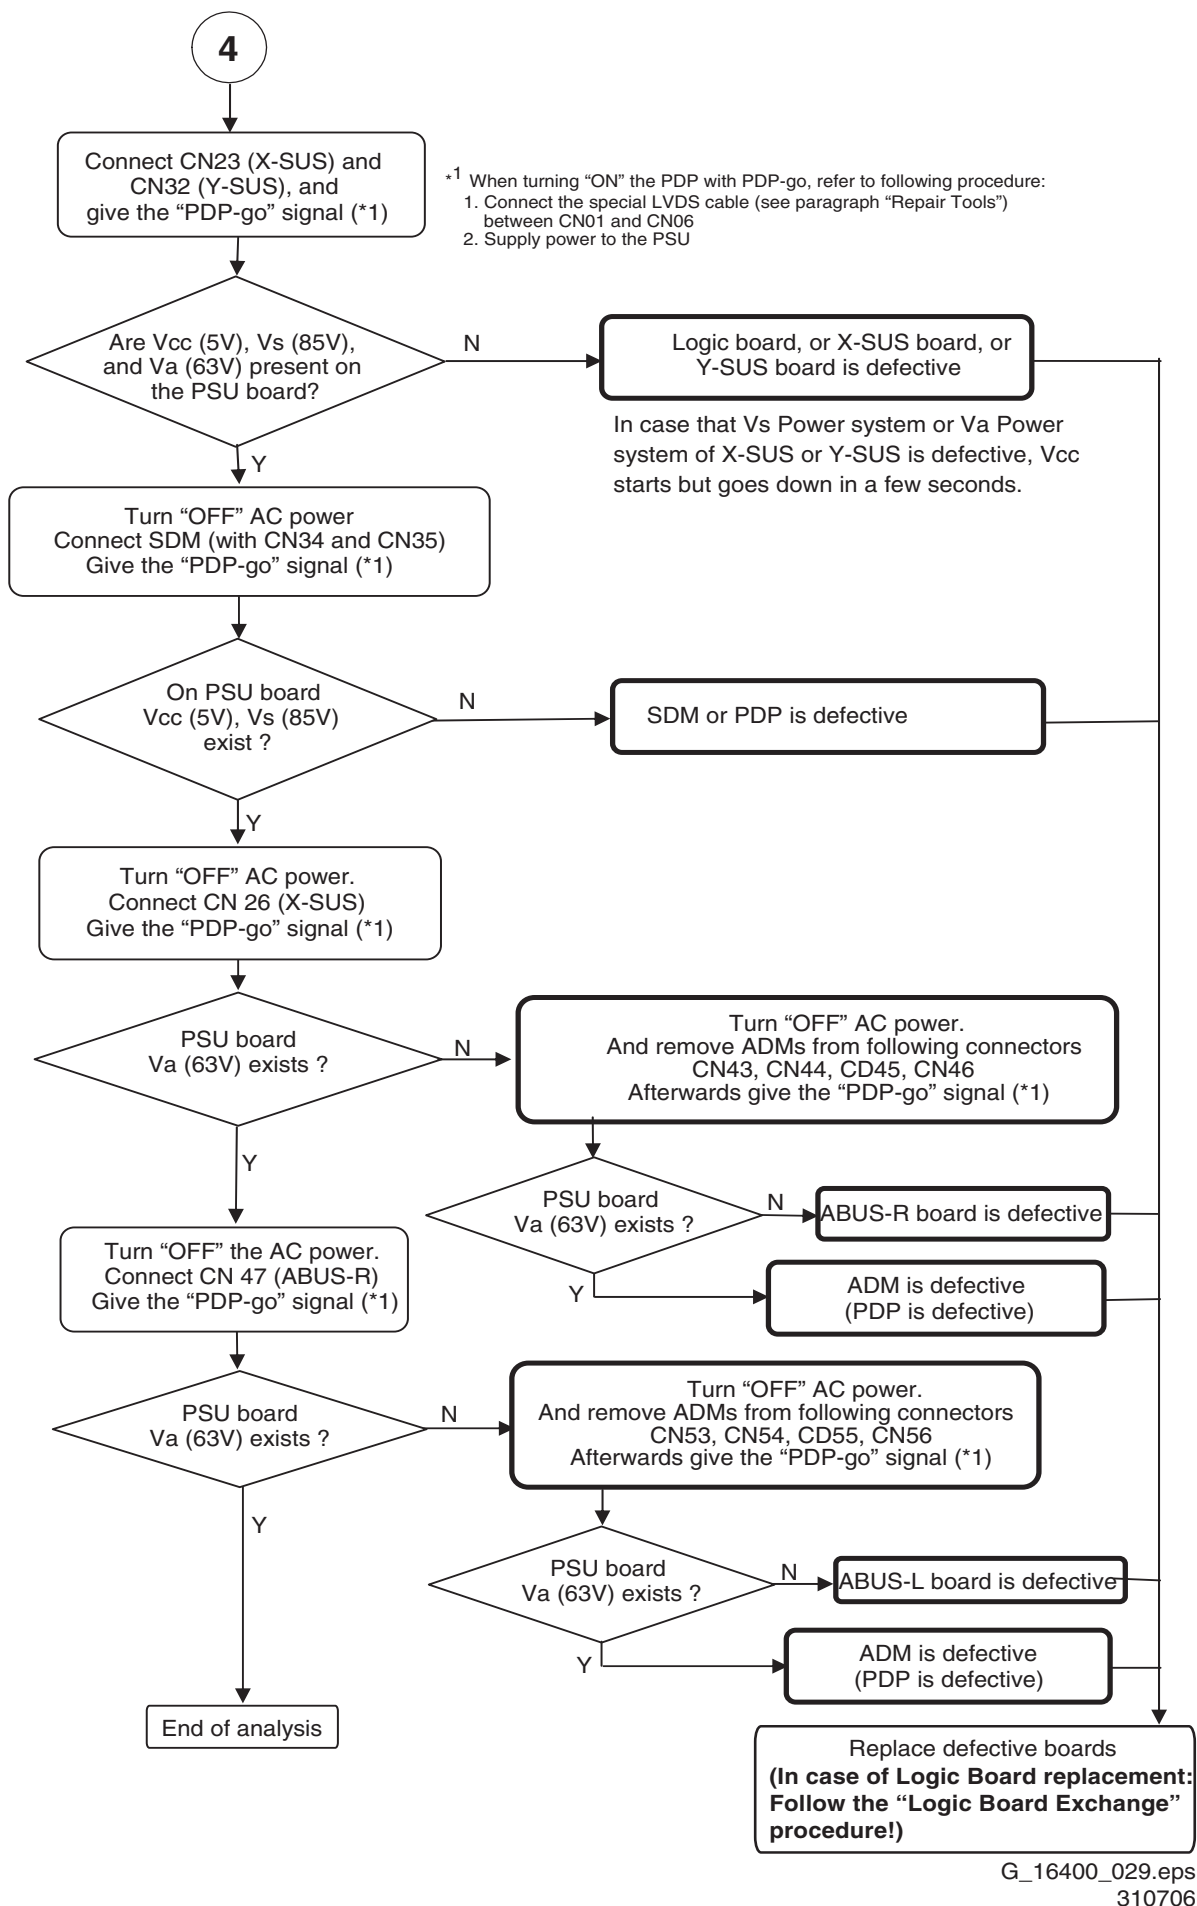 4
Connect CN23 (X-SUS) and
CN32 (Y-SUS), and
give the “PDP-go” signal (*1)
*1 When turning “ON” the PDP with PDP-go, refer to following procedure:
1. Connect the special LVDS cable (see paragraph “Repair Tools”)
between CN01 and CN06
2. Supply power to the PSU
Are Vcc (5V), Vs (85V),
and Va (63V) present on
the PSU board?
N
Logic board, or X-SUS board, or
Y-SUS board is defective
In case that Vs Power system or Va Power
system of X-SUS or Y-SUS is defective, Vcc
starts but goes down in a few seconds.
Y
Turn “OFF” AC power
Connect SDM (with CN34 and CN35)
Give the “PDP-go” signal (*1)
On PSU board
Vcc (5V), Vs (85V)
exist ?
N
SDM or PDP is defective
Y
Turn “OFF” AC power.
Connect CN 26 (X-SUS)
Give the “PDP-go” signal (*1)
PSU board
Va (63V) exists ?
N
Turn “OFF” AC power.
And remove ADMs from following connectors
CN43, CN44, CD45, CN46
Afterwards give the “PDP-go” signal (*1)
Y
PSU board
Va (63V) exists ?
N
ABUS-R board is defective
Y
ADM is defective
(PDP is defective)
Turn “OFF” the AC power.
Connect CN 47 (ABUS-R)
Give the “PDP-go” signal (*1)
PSU board
Va (63V) exists ?
N
Turn “OFF” AC power.
And remove ADMs from following connectors
CN53, CN54, CD55, CN56
Afterwards give the “PDP-go” signal (*1)
Y
PSU board
Va (63V) exists ?
N
ABUS-L board is defective
Y
ADM is defective
(PDP is defective)
End of analysis
Replace defective boards
(In case of Logic Board replacement:
Follow the “Logic Board Exchange”
procedure!)
G_16400_029.eps
310706